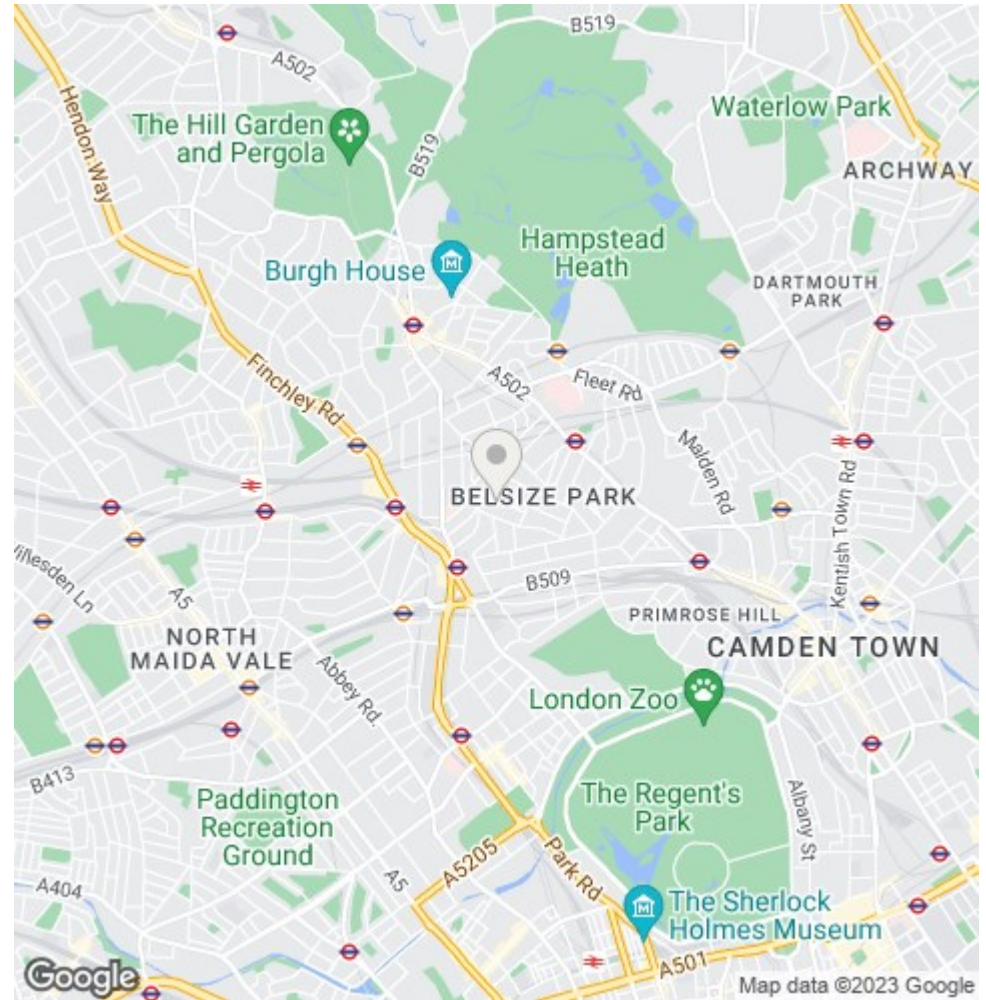 B519
A502
Hendon Way
The Hill Garden
and Pergola
B519
Waterlow Park
ARCHWAY
Hampstead
Heath
Burgh House
DARTMOUTH
PARK
Finchley Rd
A502
Fleet Rd
Malden Rd
BELSIZE PARK
Kentish Town Rd
Willesden Ln
A5
B509
PRIMROSE HILL
NORTH
MAIDA VALE
CAMDEN TOWN
Abbey Rd.
London Zoo
B413
Paddington
Recreation
Ground
The Regent's
Park
Albany St
A404
A5
A5205
Park Rd
The Sherlock
Holmes Museum
A501
Google
Map data ©2023 Google